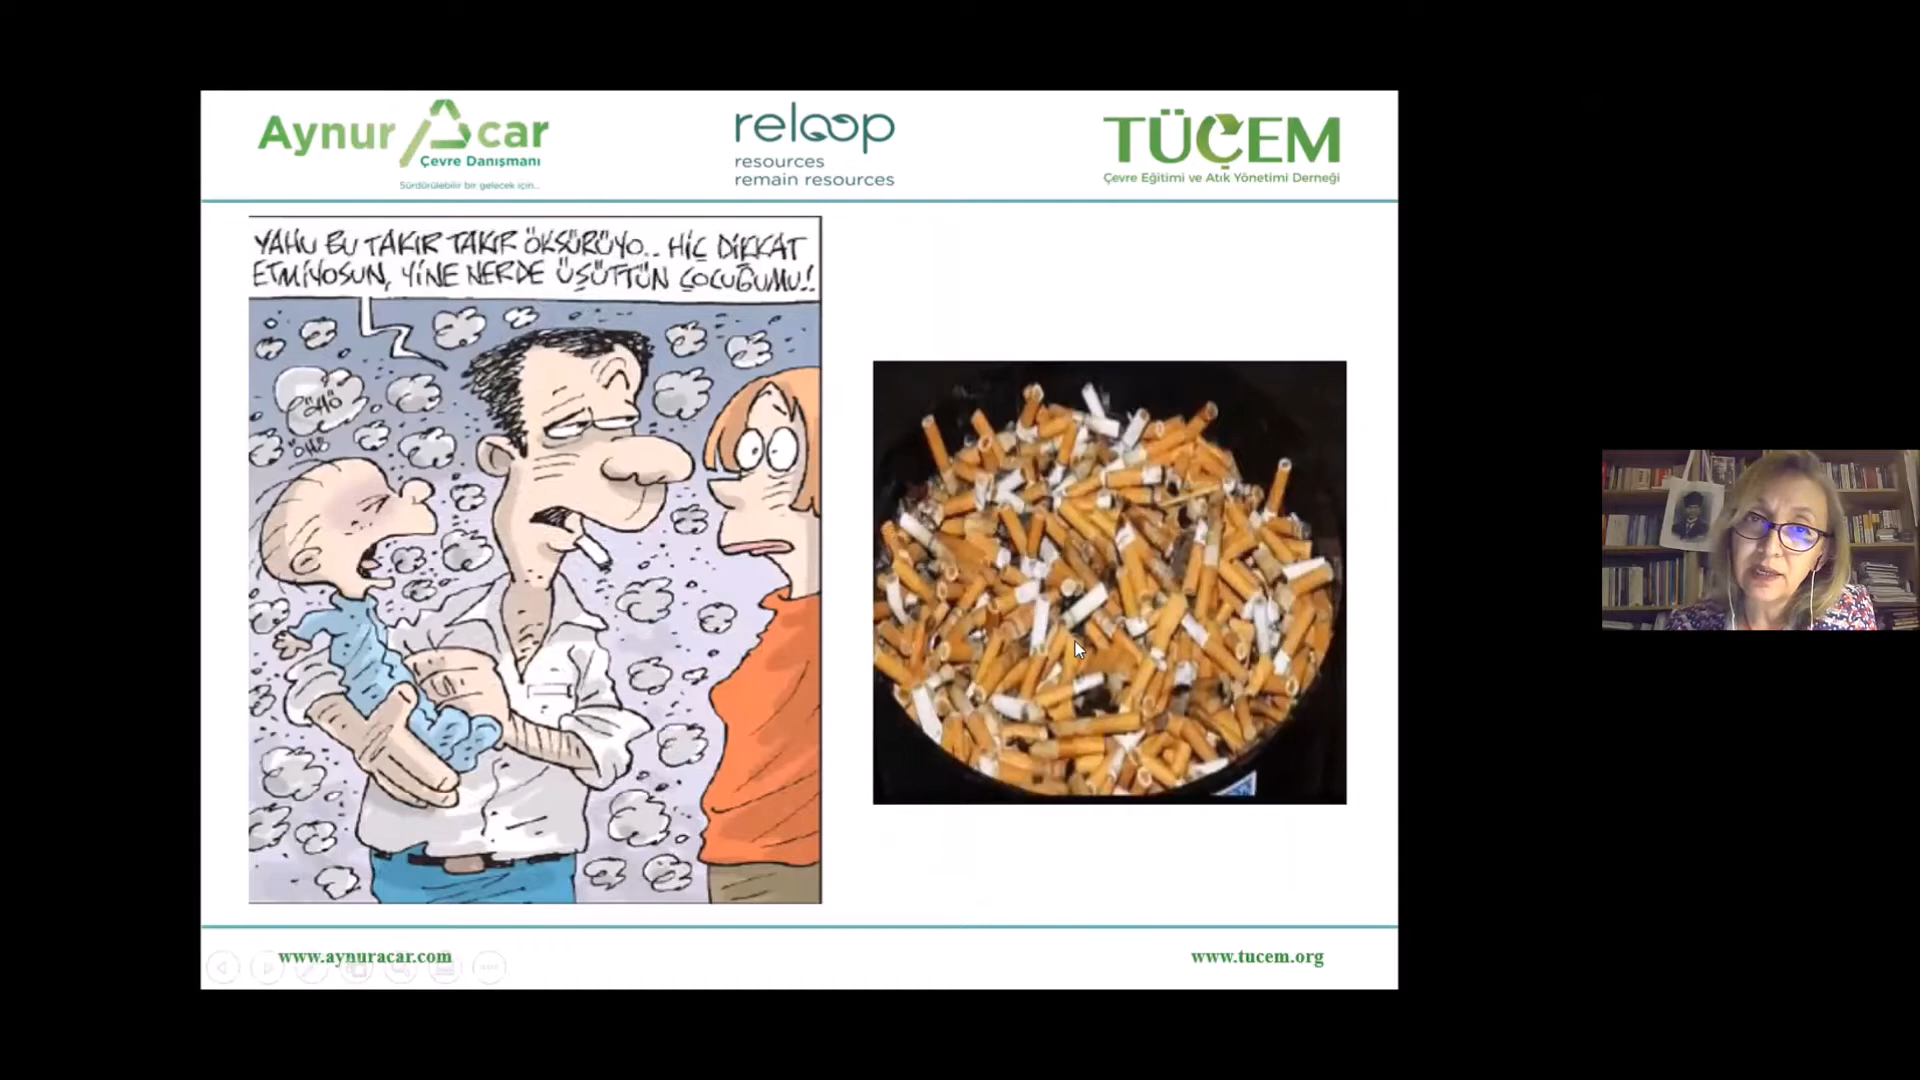 Aynur Acar
Çevre Danışmanı
Sürdürülebilir bir gelecek için...
reloop
resources
remain resources
TÜÇEM
Çevre Eğitimi ve Atık Yönetimi Derneği
YAHU BU TAKIR TAKIR ÖKSÜRÜYO.. HİÇ DİKKAT
ETMİYOSUN, YİNE NERDE ÜŞÜTTÜN ÇOCUĞUMU!!
ÖHÖ
ÖHÖ
www.aynuracar.com
www.tucem.org